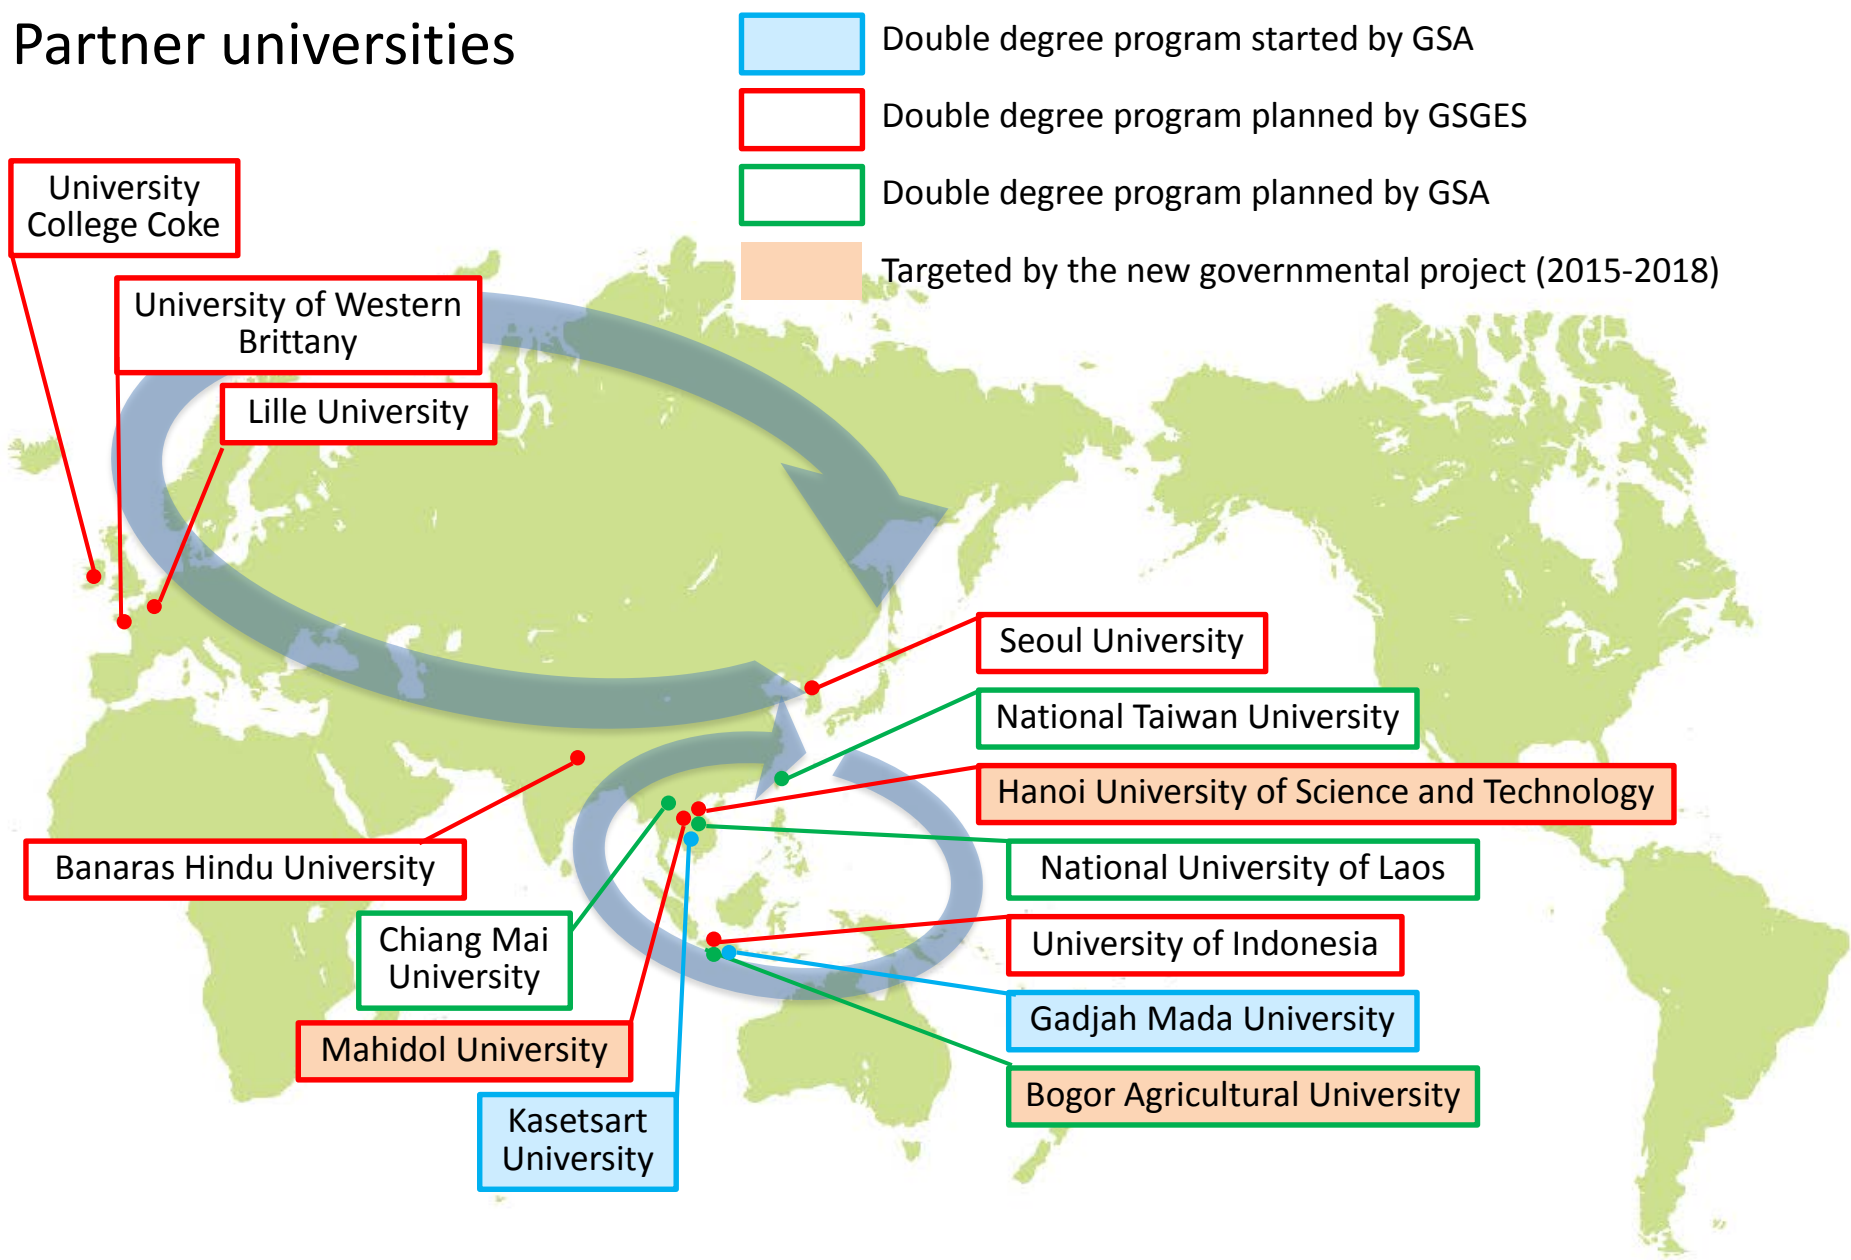 Partner universities
Double degree program started by GSA
Double degree program planned by GSGES
Double degree program planned by GSA
Targeted by the new governmental project (2015-2018)
University
College Coke
University of Western
Brittany
Lille University
Seoul University
National Taiwan University
Hanoi University of Science and Technology
Banaras Hindu University
National University of Laos
Chiang Mai
University
University of Indonesia
Gadjah Mada University
Mahidol University
Bogor Agricultural University
Kasetsart
University